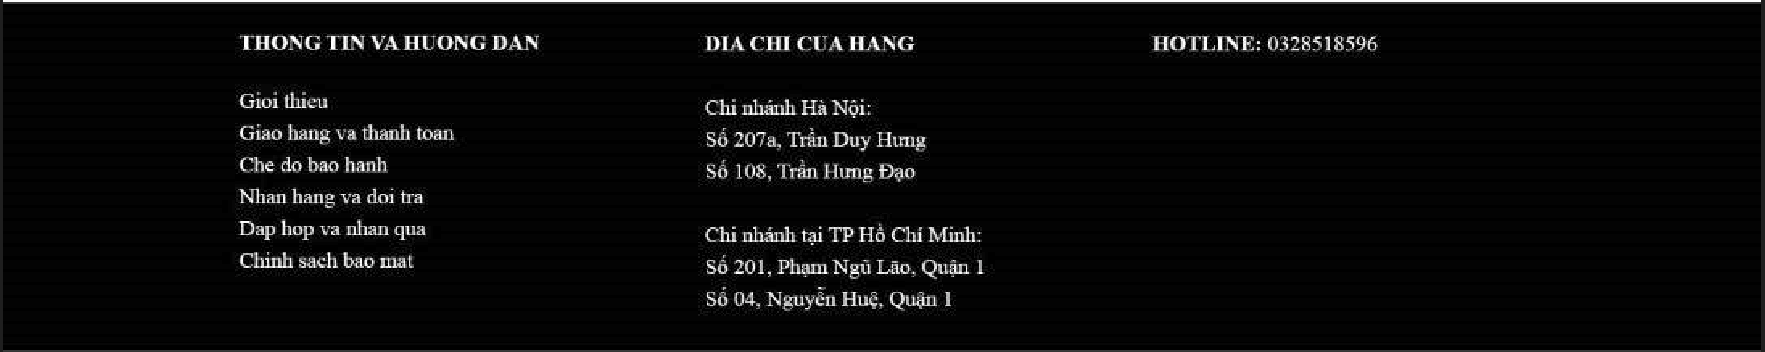 THONG TIN VA HUONG DAN
Gioi thieu
Giao hang va thanh toan
Che do bao hanh
Nhan hang va doi tra
Dap hop va nhan qua
Chinh sach bao mat
DIA CHI CUA HANG
Chi nhánh Hà Nội:
Số 207a, Trần Duy Hưng
Số 108, Trần Hưng Đạo
Chi nhánh tại TP Hồ Chí Minh:
Số 201, Phạm Ngũ Lão, Quận 1
Số 04, Nguyễn Huệ, Quận 1
HOTLINE: 0328518596